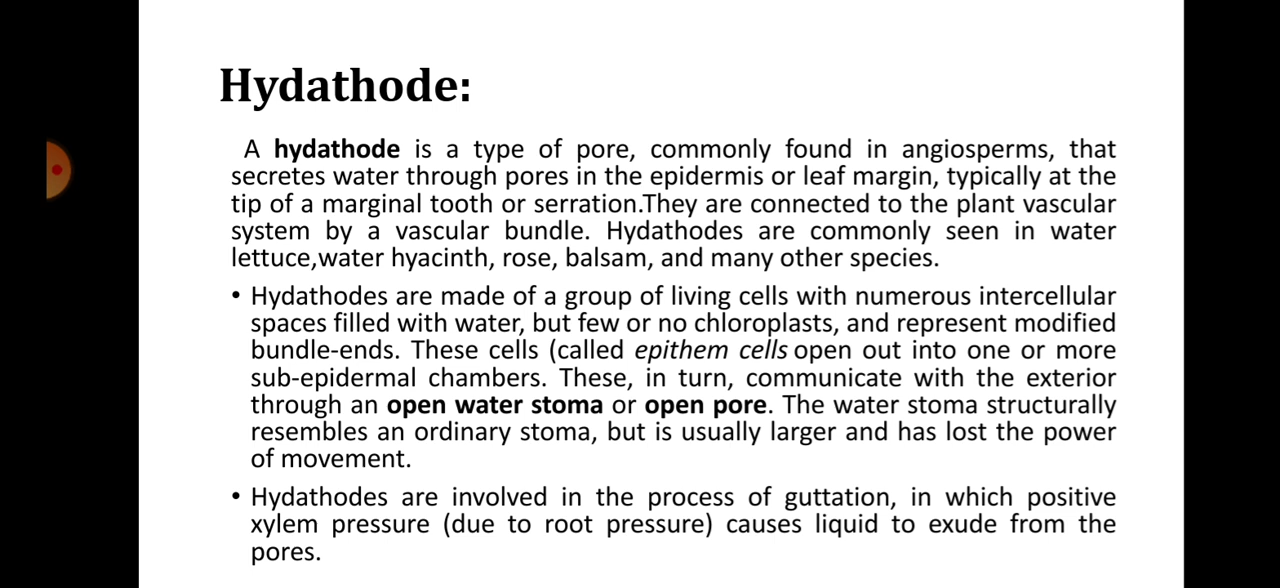 Hydathode:
A hydathode is a type of pore, commonly found in angiosperms, that
secretes water through pores in the epidermis or leaf margin, typically at the
tip of a marginal tooth or serration.They are connected to the plant vascular
system by a vascular bundle. Hydathodes are commonly seen in water
lettuce,water hyacinth, rose, balsam, and many other species.
• Hydathodes are made of a group of living cells with numerous intercellular
spaces filled with water, but few or no chloroplasts, and represent modified
bundle-ends. These cells (called epithem cells open out into one or more
sub-epidermal chambers. These, in turn, communicate with the exterior
through an open water stoma or open pore. The water stoma structurally
resembles an ordinary stoma, but is usually larger and has lost the power
of movement.
• Hydathodes are involved in the process of guttation, in which positive
xylem pressure (due to root pressure) causes liquid to exude from the
pores.